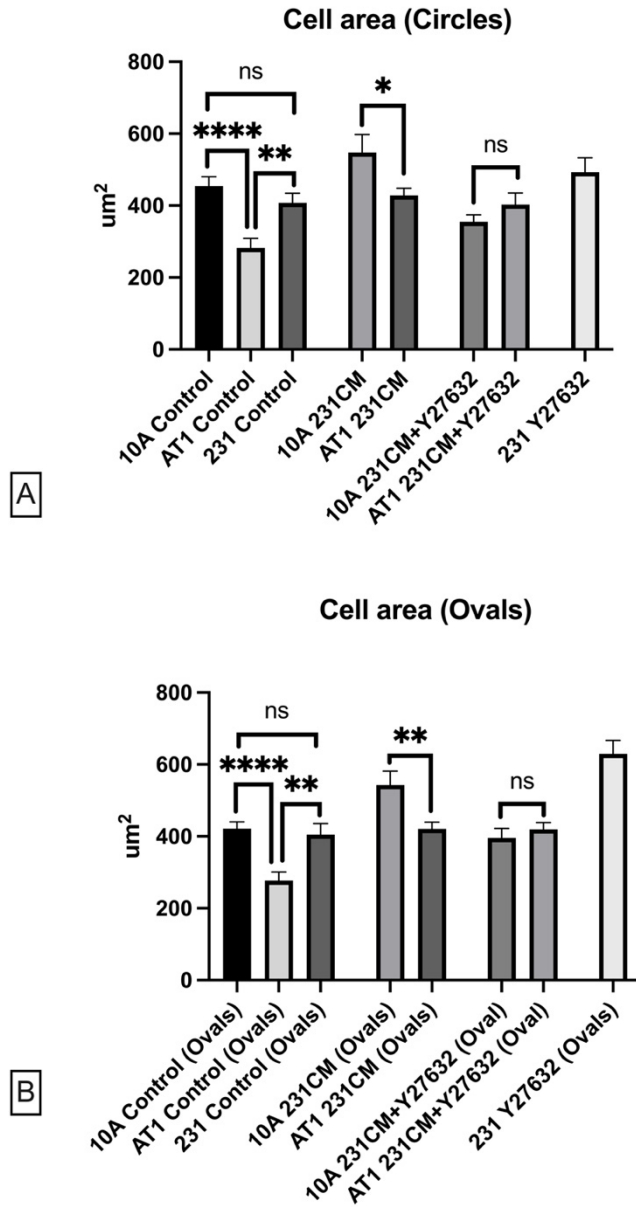 Cell area (Circles)
800
600
400
200
0
um2
ns
**** **
*
ns
10A Control
AT1 Control
231 Control
10A 231CM
AT1 231CM
10A 231CM+Y27632
AT1 231CM+Y27632
231 Y27632
A
Cell area (Ovals)
800
600
400
200
0
um2
ns
**** **
**
ns
10A Control (Ovals)
AT1 Control (Ovals)
231 Control (Ovals)
10A 231CM (Ovals)
AT1 231CM (Ovals)
10A 231CM+Y27632 (Oval)
AT1 231CM+Y27632 (Oval)
231 Y27632 (Ovals)
B